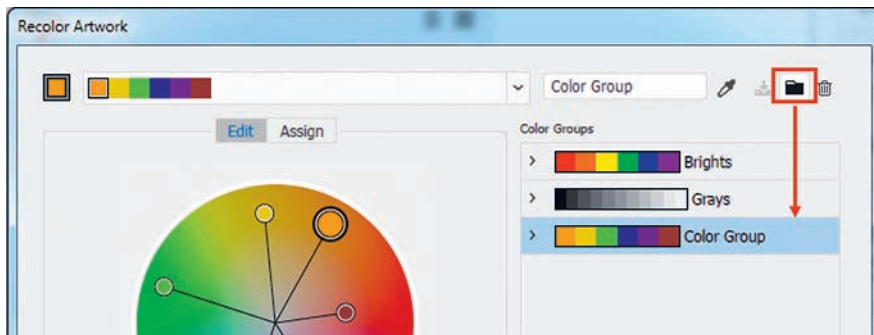 Recolor Artwork
Color Group
Edit Assign
Color Groups
Brights
Grays
Color Group